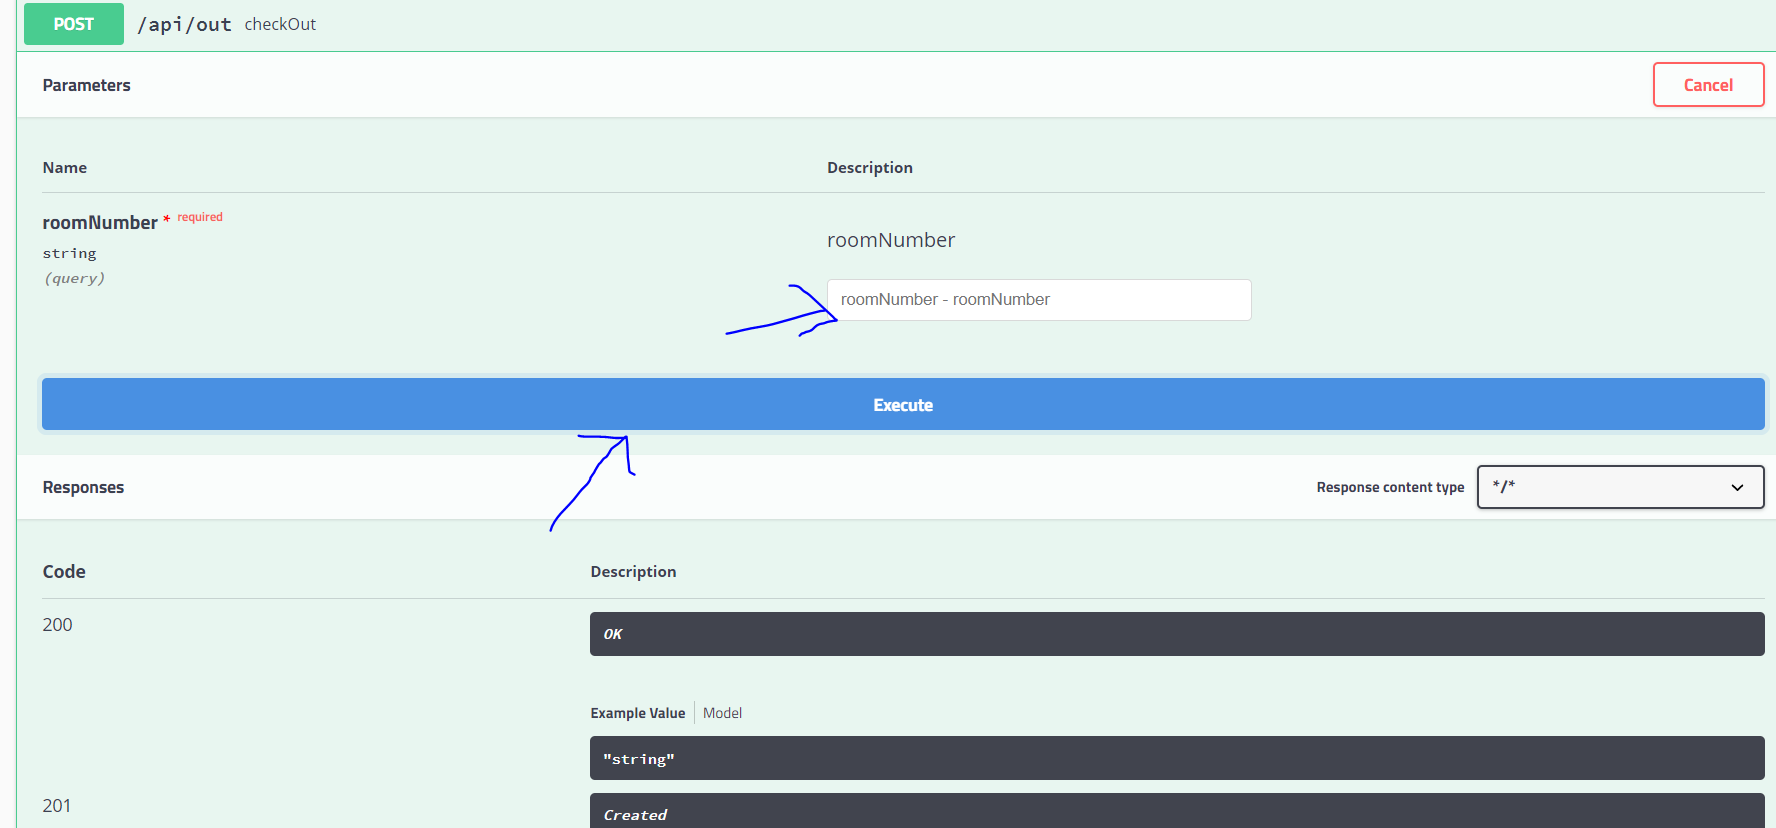 POST /api/out checkOut
Parameters Cancel
Name Description
roomNumber * required
string
(query)
roomNumber
roomNumber - roomNumber
Execute
Responses Response content type */*
Code Description
200 OK
Example Value Model
"string"
201 Created